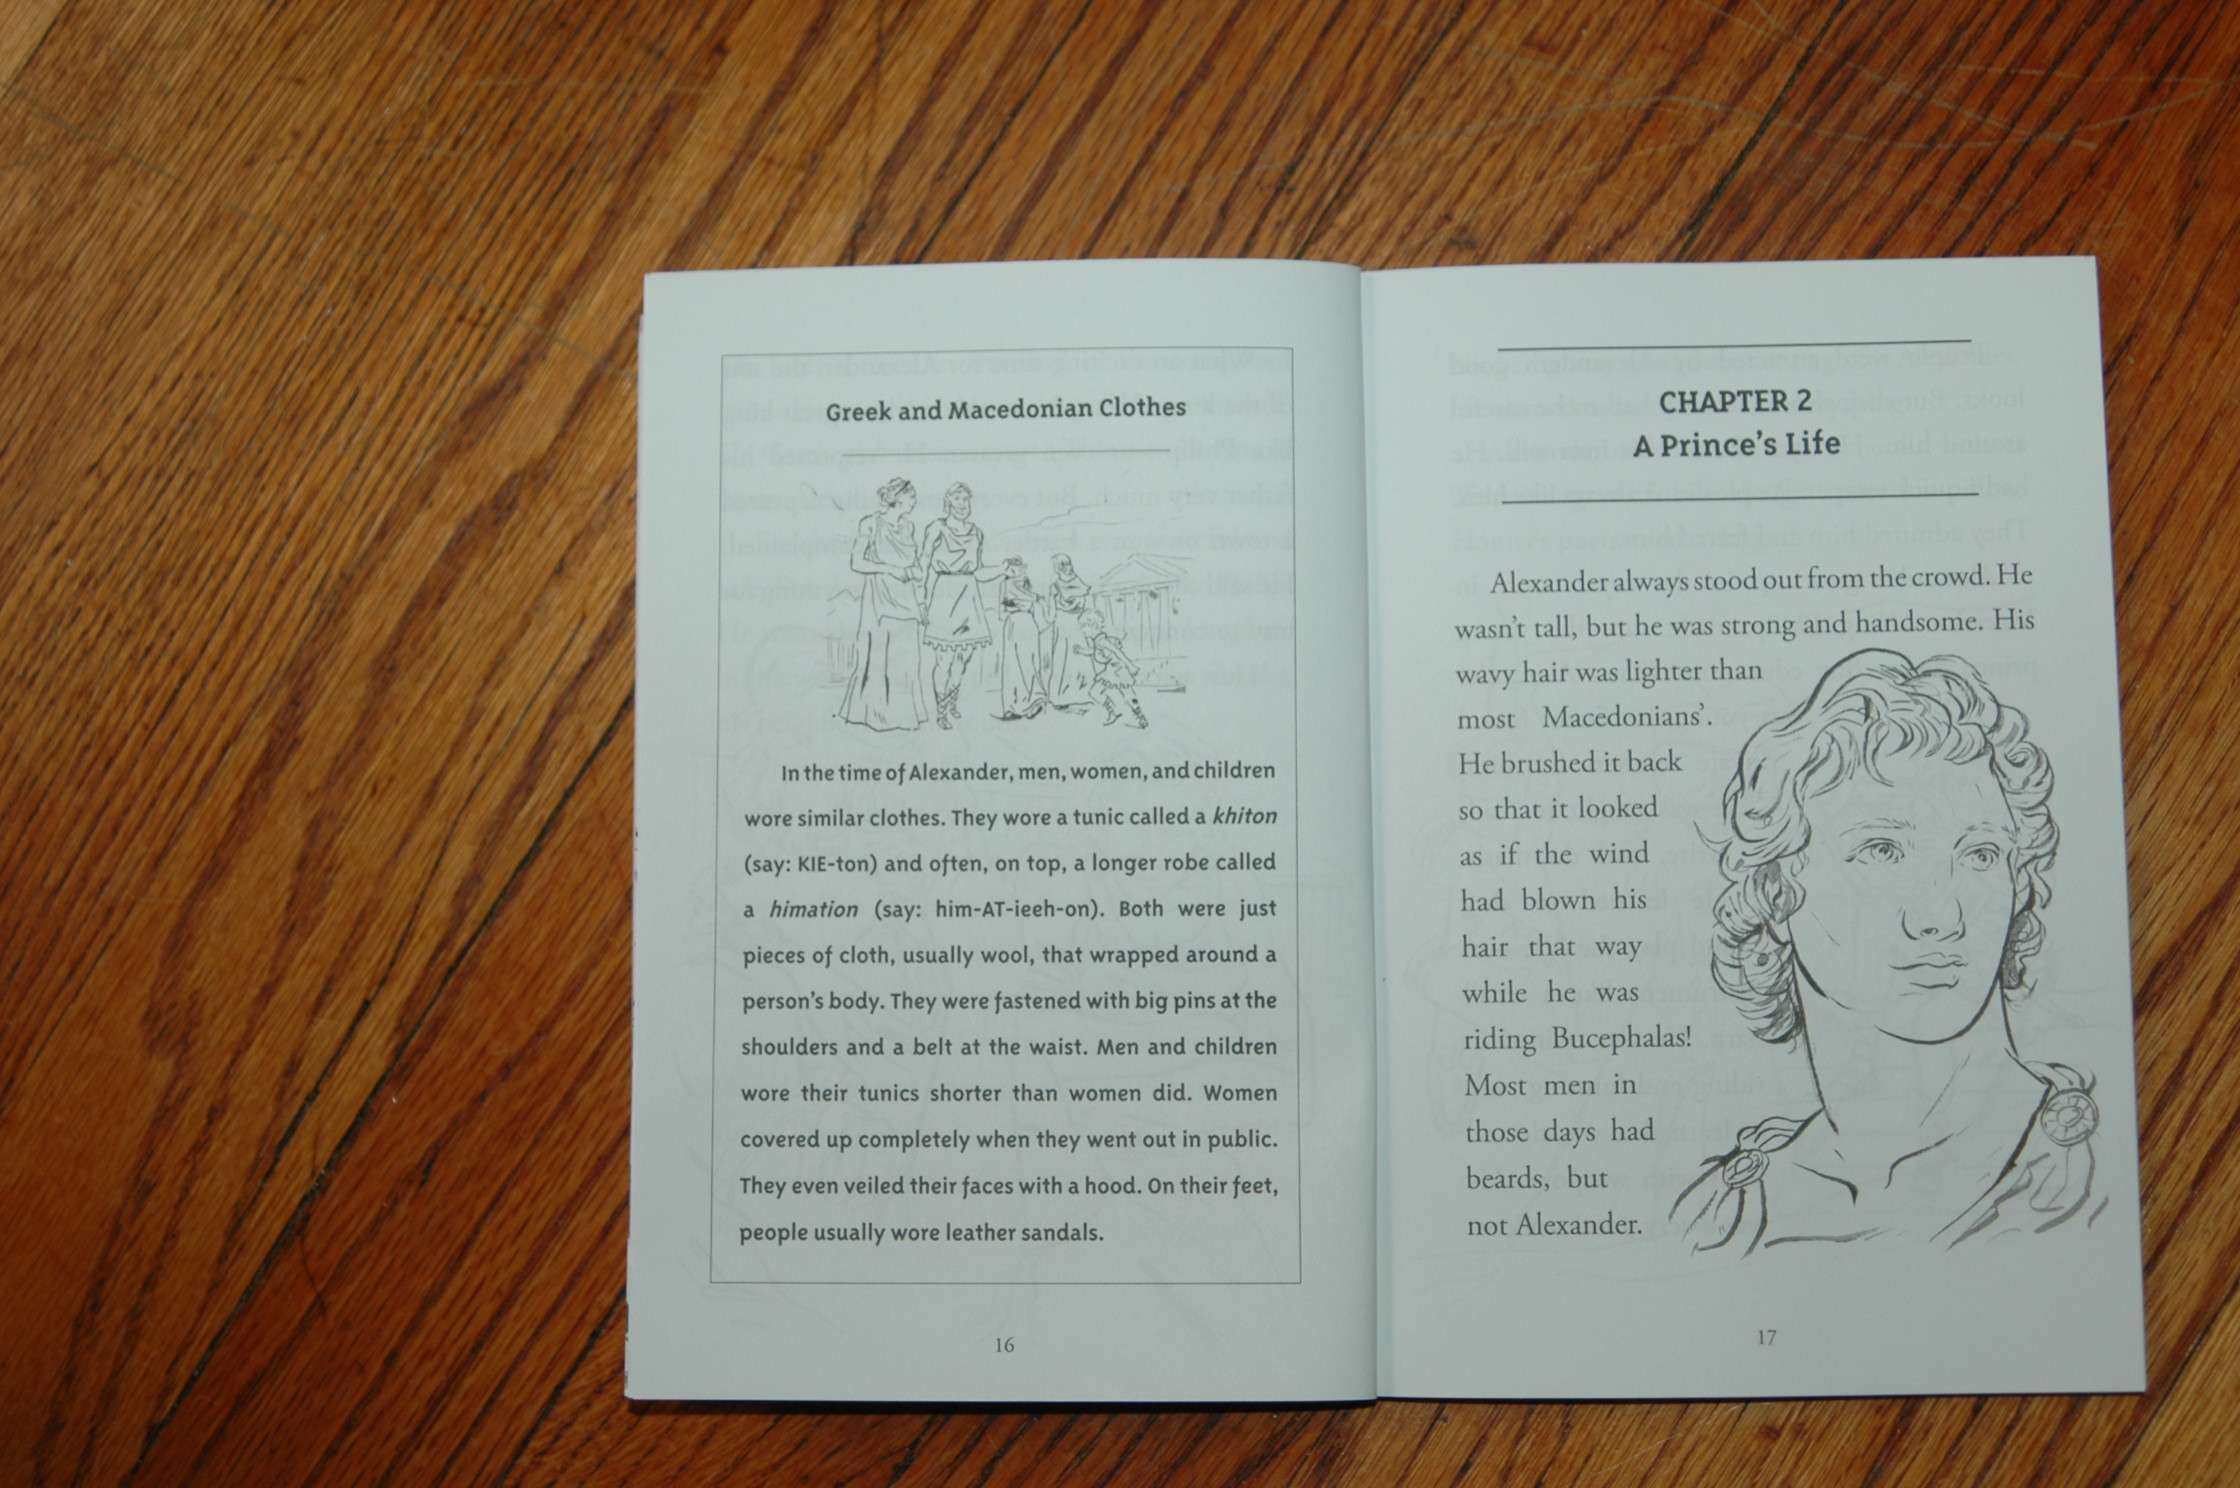 Greek and Macedonian Clothes
In the time of Alexander, men, women, and children
wore similar clothes. They wore a tunic called a khiton
(say: KIE-ton) and often, on top, a longer robe called
a himation (say: him-AT-ieeh-on). Both were just
pieces of cloth, usually wool, that wrapped around a
person's body. They were fastened with big pins at the
shoulders and a belt at the waist. Men and children
wore their tunics shorter than women did. Women
covered up completely when they went out in public.
They even veiled their faces with a hood. On their feet,
people usually wore leather sandals.
16
CHAPTER 2
A Prince's Life
Alexander always stood out from the crowd. He
wasn't tall, but he was strong and handsome. His
wavy hair was lighter than
most Macedonians'.
He brushed it back
so that it looked
as if the wind
had blown his
hair that way
while he was
riding Bucephalas!
Most men in
those days had
beards, but
not Alexander.
17